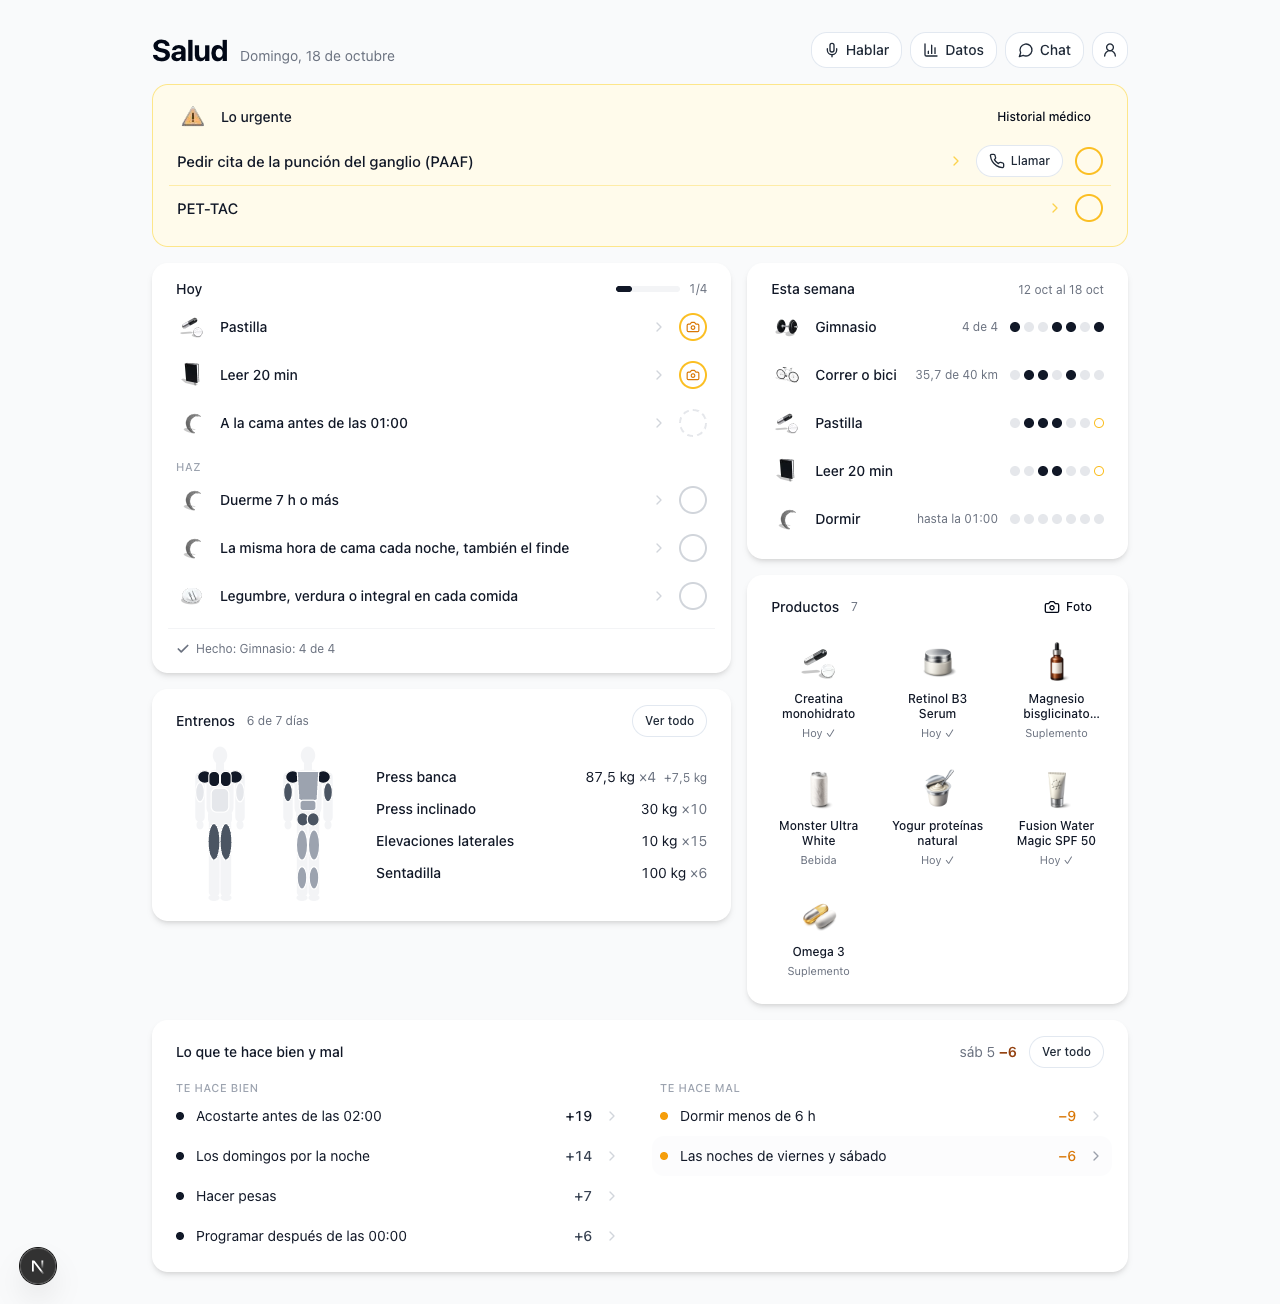 Salud
Domingo, 18 de octubre
Hablar
Datos
Chat
Lo urgente
Historial médico
Pedir cita de la punción del ganglio (PAAF)
Llamar
PET-TAC
Hoy
1/4
Pastilla
Leer 20 min
A la cama antes de las 01:00
HAZ
Duerme 7 h o más
La misma hora de cama cada noche, también el finde
Legumbre, verdura o integral en cada comida
Hecho: Gimnasio: 4 de 4
Esta semana
12 oct al 18 oct
Gimnasio
4 de 4
Correr o bici
35,7 de 40 km
Pastilla
Leer 20 min
Dormir
hasta la 01:00
Entrenos
6 de 7 días
Ver todo
Press banca
87,5 kg ×4 +7,5 kg
Press inclinado
30 kg ×10
Elevaciones laterales
10 kg ×15
Sentadilla
100 kg ×6
Productos 7
Foto
Creatina
monohidrato
Hoy ✓
Retinol B3
Serum
Hoy ✓
Magnesio
bisglicinato...
Suplemento
Monster Ultra
White
Bebida
Yogur proteínas
natural
Hoy ✓
Fusion Water
Magic SPF 50
Hoy ✓
Omega 3
Suplemento
Lo que te hace bien y mal
sáb 5 −6
Ver todo
TE HACE BIEN
Acostarte antes de las 02:00
+19
Los domingos por la noche
+14
Hacer pesas
+7
Programar después de las 00:00
+6
TE HACE MAL
Dormir menos de 6 h
−9
Las noches de viernes y sábado
−6
N